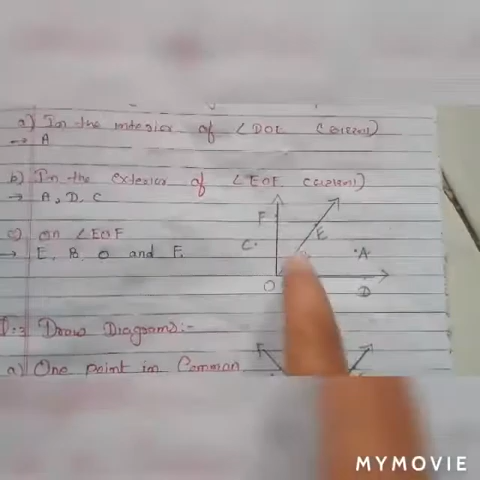 a) In the interior of ∠DOE (बाहरली)
→ A
b) In the exterior of ∠EOF
→ A, D, C
c) on ∠EOF
→ E, B, O and F.
F
E
C.
.A
O
D
Draw Diagrams:-
a) One point in Common
MYMOVIE